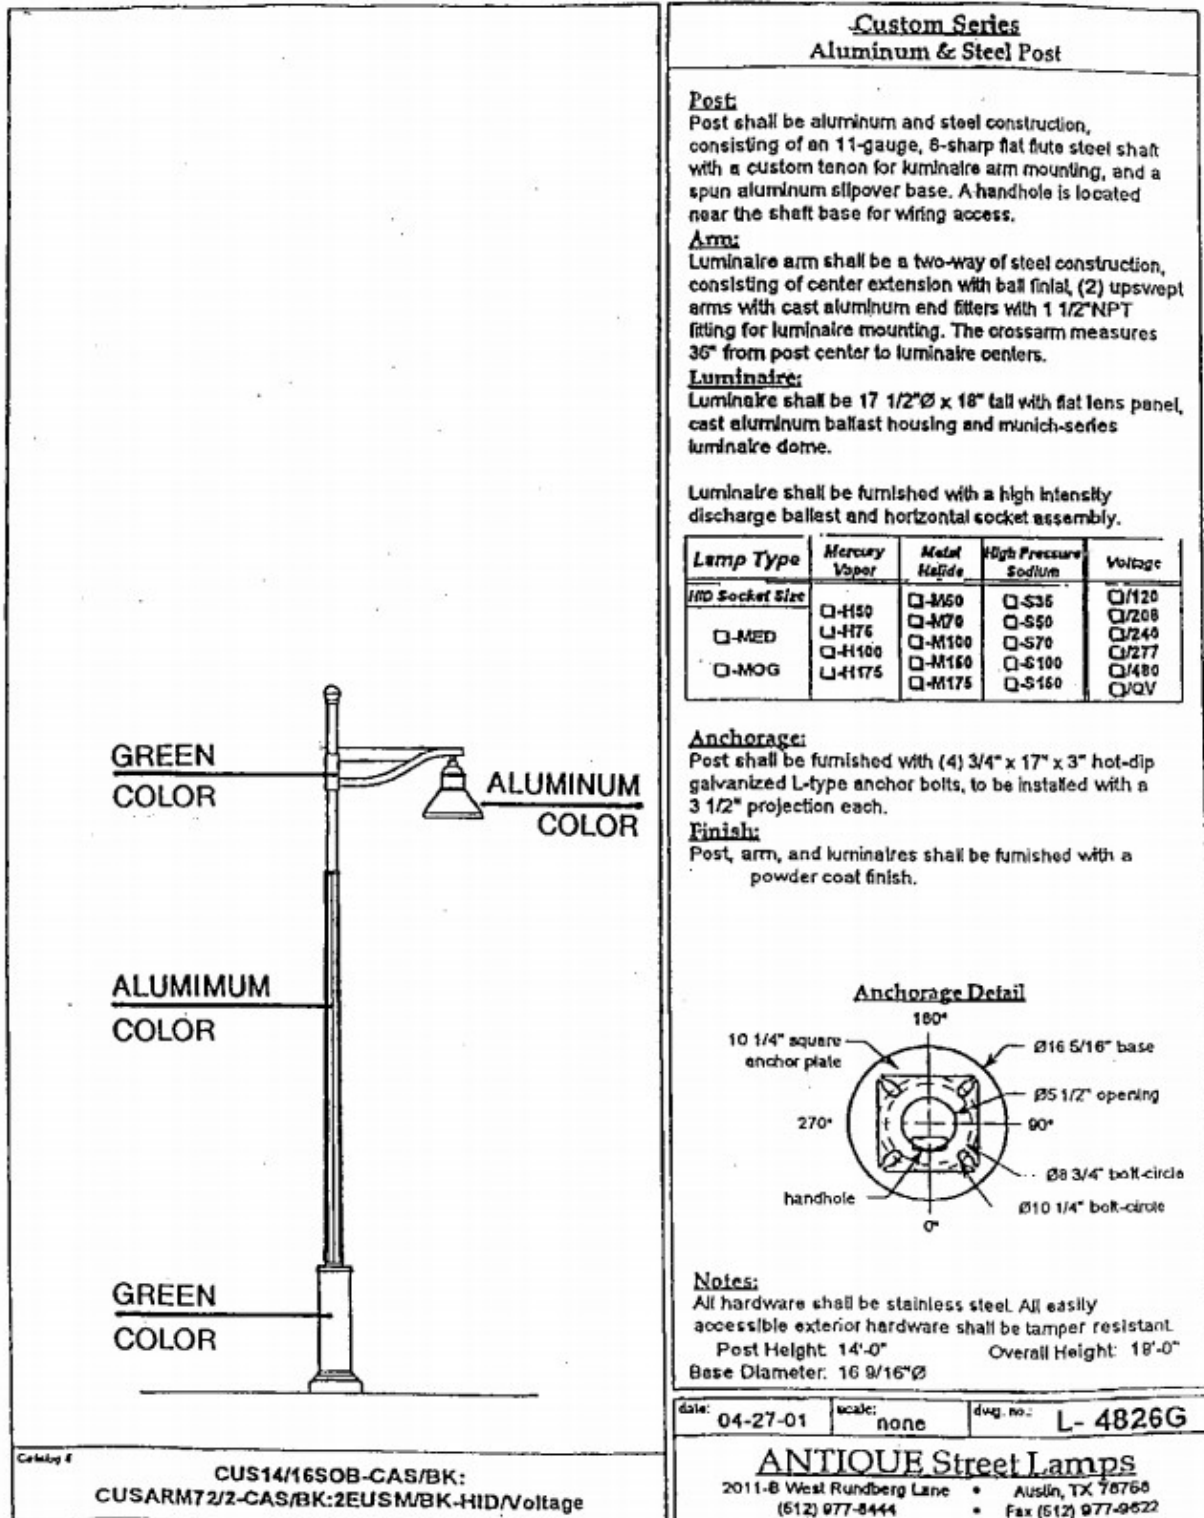 Custom Series
Aluminum & Steel Post
Post:
Post shall be aluminum and steel construction,
consisting of an 11-gauge, 8-sharp flat flute steel shaft
with a custom tenon for luminaire arm mounting, and a
spun aluminum slipover base. A handhole is located
near the shaft base for wiring access.
Arm:
Luminaire arm shall be a two-way of steel construction,
consisting of center extension with ball finial, (2) upswept
arms with cast aluminum end fitters with 1 1/2"NPT
fitting for luminaire mounting. The crossarm measures
36" from post center to luminaire centers.
Luminaire:
Luminaire shall be 17 1/2"Ø x 18" tall with flat lens panel,
cast aluminum ballast housing and munich-series
luminaire dome.
Luminaire shall be furnished with a high intensity
discharge ballast and horizontal socket assembly.
Lamp Type Mercury Vapor Metal Halide High Pressure Sodium Voltage
HID Socket Size
-MED
-MOG
-H50
-H75
-H100
-H175
-M50
-M70
-M100
-M150
-M175
-S35
-S50
-S70
-S100
-S150
/120
/208
/240
/277
/480
/QV
Anchorage:
Post shall be furnished with (4) 3/4" x 17" x 3" hot-dip
galvanized L-type anchor bolts, to be installed with a
3 1/2" projection each.
Finish:
Post, arm, and luminaires shall be furnished with a
powder coat finish.
Anchorage Detail
180°
10 1/4" square
anchor plate
Ø16 5/16" base
Ø5 1/2" opening
270°
90°
Ø8 3/4" bolt-circle
handhole
Ø10 1/4" bolt-circle
0°
Notes:
All hardware shall be stainless steel. All easily
accessible exterior hardware shall be tamper resistant.
Post Height: 14'-0" Overall Height: 18'-0"
Base Diameter: 16 9/16"Ø
date: 04-27-01 scale: none dwg. no.: L- 4826G
ANTIQUE Street Lamps
2011-B West Rundberg Lane • Austin, TX 78758
(512) 977-8444 • Fax (512) 977-9622
GREEN
COLOR
ALUMINUM
COLOR
ALUMIMUM
COLOR
GREEN
COLOR
Catalog #
CUS14/16SOB-CAS/BK:
CUSARM72/2-CAS/BK:2EUSM/BK-HID/Voltage